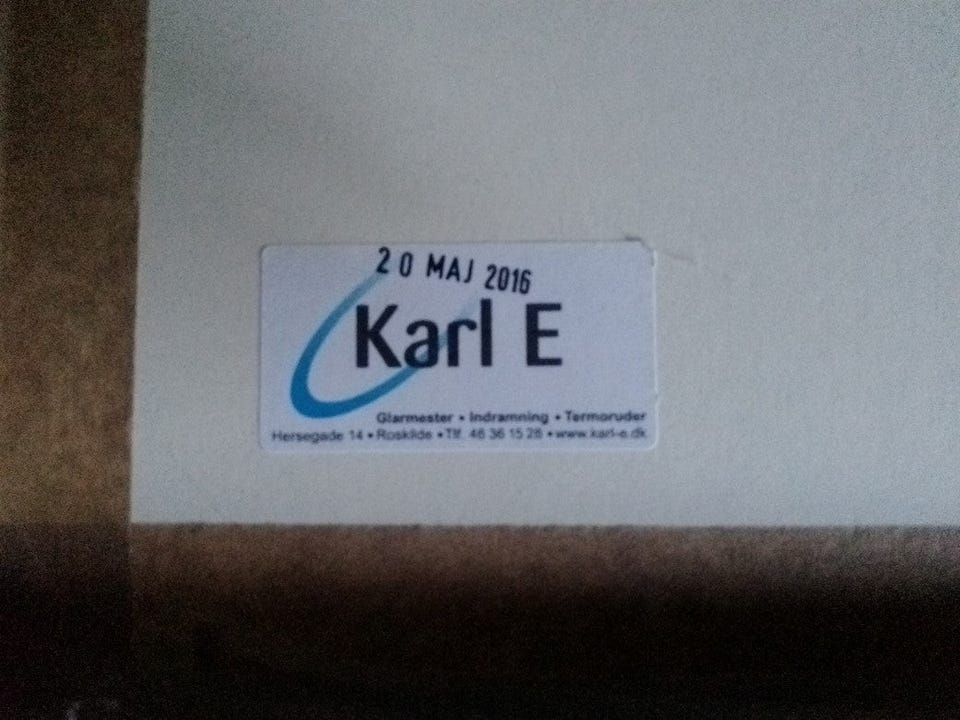 20 MAJ 2016
Karl E
Glarmester • Indramning • Termoruder
Hersegade 14 • Roskilde • Tlf. 46 36 15 28 • www.karl-e.dk